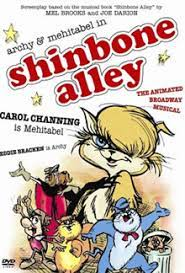 Screenplay based on the musical book "Shinbone Alley" by
MEL BROOKS and JOE DARION
archy & mehitabel in
shinbone
alley
CAROL CHANNING
is Mehitabel
EDDIE BRACKEN is Archy
THE ANIMATED
BROADWAY
MUSICAL
DVD